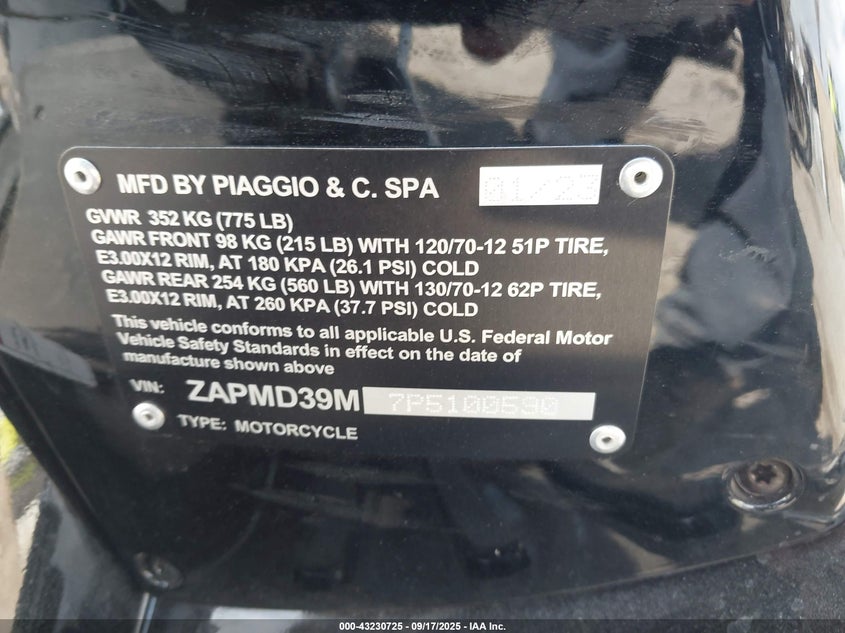 MFD BY PIAGGIO & C. SPA 01/23
GVWR 352 KG (775 LB)
GAWR FRONT 98 KG (215 LB) WITH 120/70-12 51P TIRE,
E3.00X12 RIM, AT 180 KPA (26.1 PSI) COLD
GAWR REAR 254 KG (560 LB) WITH 130/70-12 62P TIRE,
E3.00X12 RIM, AT 260 KPA (37.7 PSI) COLD
This vehicle conforms to all applicable U.S. Federal Motor
Vehicle Safety Standards in effect on the date of
manufacture shown above
VIN: ZAPMD39M 7P5100590
TYPE: MOTORCYCLE
000-43230725 - 09/17/2025 - IAA Inc.